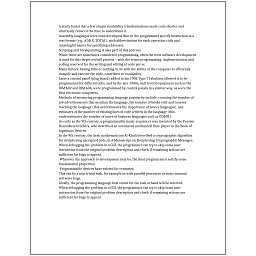 A study found that a few simple readability transformations made code shorter and
drastically reduced the time to understand it.
Assembly languages were soon developed that let the programmer specify instruction in a
text format (e.g., ADD X, TOTAL), with abbreviations for each operation code and
meaningful names for specifying addresses.
Scripting and breakpointing is also part of this process.
While these are sometimes considered programming, often the term software development
is used for this larger overall process – with the terms programming, implementation, and
coding reserved for the writing and editing of code per se.
Many factors, having little or nothing to do with the ability of the computer to efficiently
compile and execute the code, contribute to readability.
Later a control panel (plug board) added to his 1906 Type I Tabulator allowed it to be
programmed for different jobs, and by the late 1940s, unit record equipment such as the
IBM 602 and IBM 604, were programmed by control panels in a similar way, as were the
first electronic computers.
Methods of measuring programming language popularity include: counting the number of
job advertisements that mention the language, the number of books sold and courses
teaching the language (this overestimates the importance of newer languages), and
estimates of the number of existing lines of code written in the language (this
underestimates the number of users of business languages such as COBOL).
As early as the 9th century, a programmable music sequencer was invented by the Persian
Banu Musa brothers, who described an automated mechanical flute player in the Book of
Ingenious Devices.
In the 9th century, the Arab mathematician Al-Kindi described a cryptographic algorithm
for deciphering encrypted code, in A Manuscript on Deciphering Cryptographic Messages.
When debugging the problem in a GUI, the programmer can try to skip some user
interaction from the original problem description and check if remaining actions are
sufficient for bugs to appear.
Whatever the approach to development may be, the final program must satisfy some
fundamental properties.
Programmable devices have existed for centuries.
This can be a non-trivial task, for example as with parallel processes or some unusual
software bugs.
Ideally, the programming language best suited for the task at hand will be selected.
When debugging the problem in a GUI, the programmer can try to skip some user
interaction from the original problem description and check if remaining actions are
sufficient for bugs to appear.